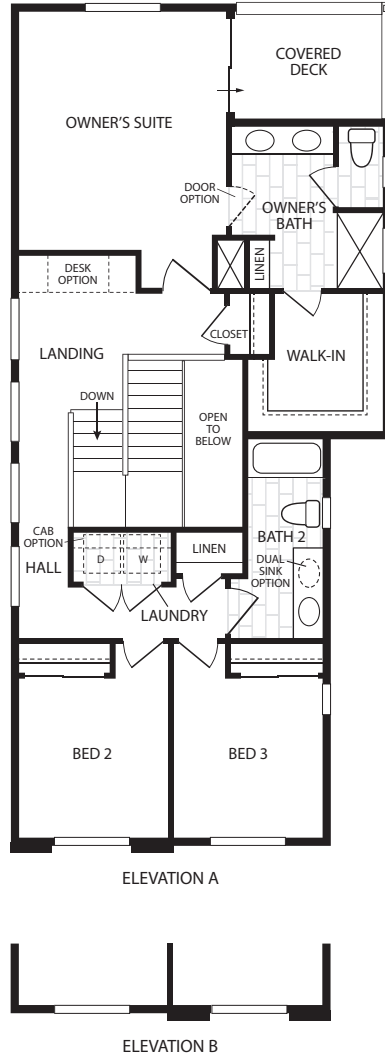 COVERED
DECK
OWNER'S SUITE
DOOR
OPTION
OWNER'S
BATH
LINEN
DESK
OPTION
CLOSET
LANDING
WALK-IN
DOWN
OPEN
TO
BELOW
CAB
OPTION
D
W
LINEN
BATH 2
HALL
DUAL
SINK
OPTION
LAUNDRY
BED 2
BED 3
ELEVATION A
ELEVATION B